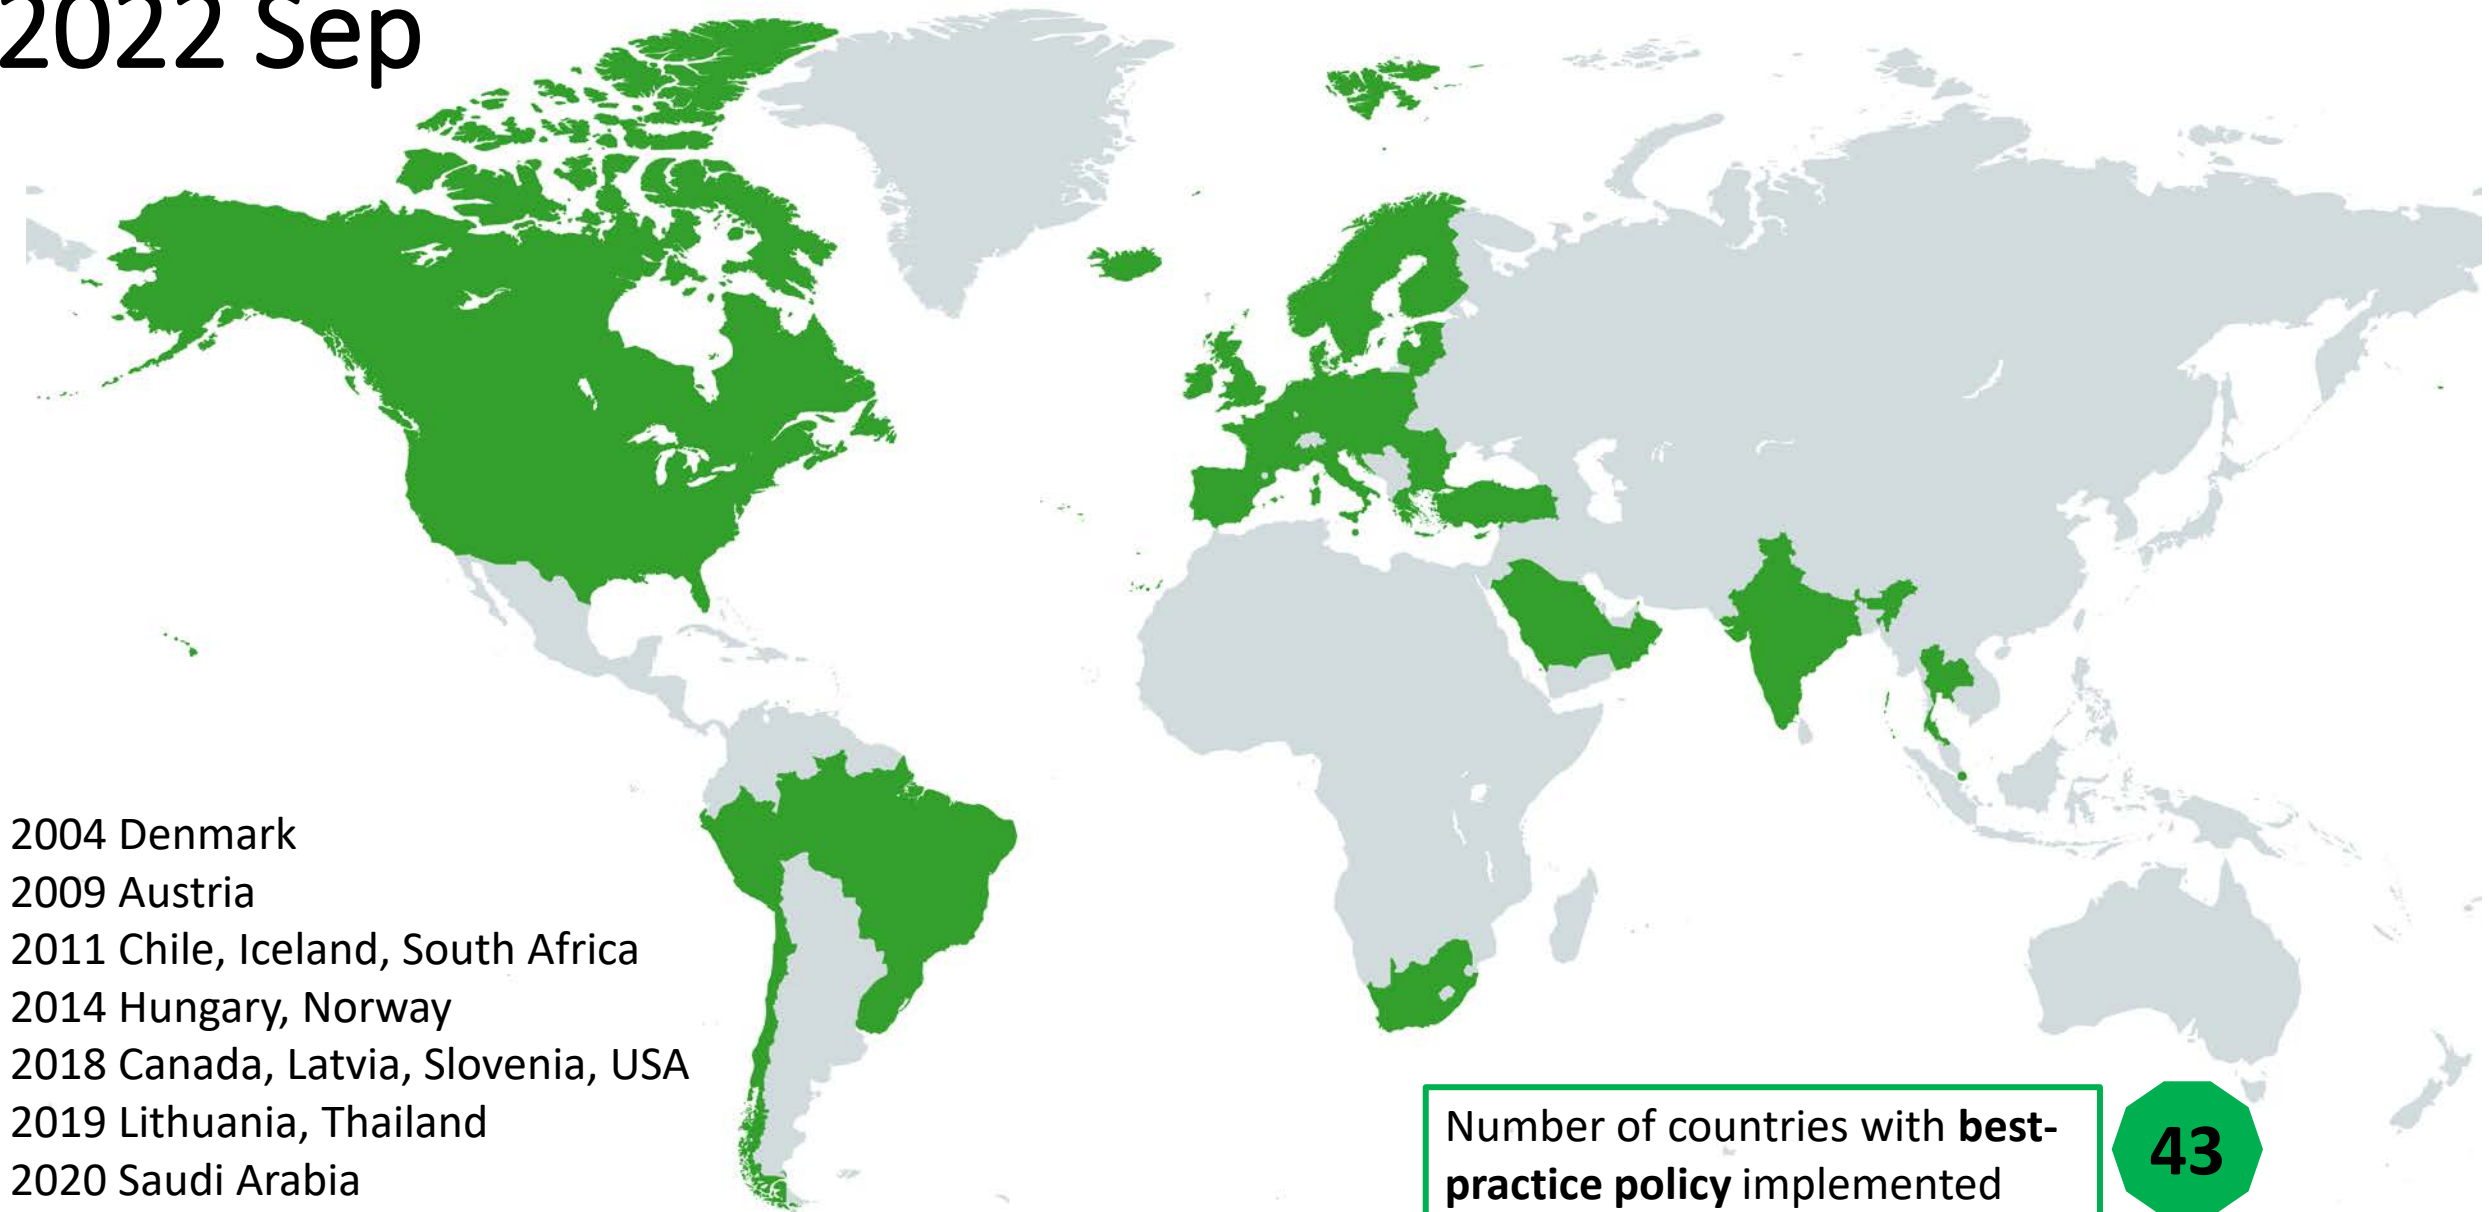 2022 Sep
2004 Denmark
2009 Austria
2011 Chile, Iceland, South Africa
2014 Hungary, Norway
2018 Canada, Latvia, Slovenia, USA
2019 Lithuania, Thailand
2020 Saudi Arabia
Number of countries with best-
practice policy implemented
43